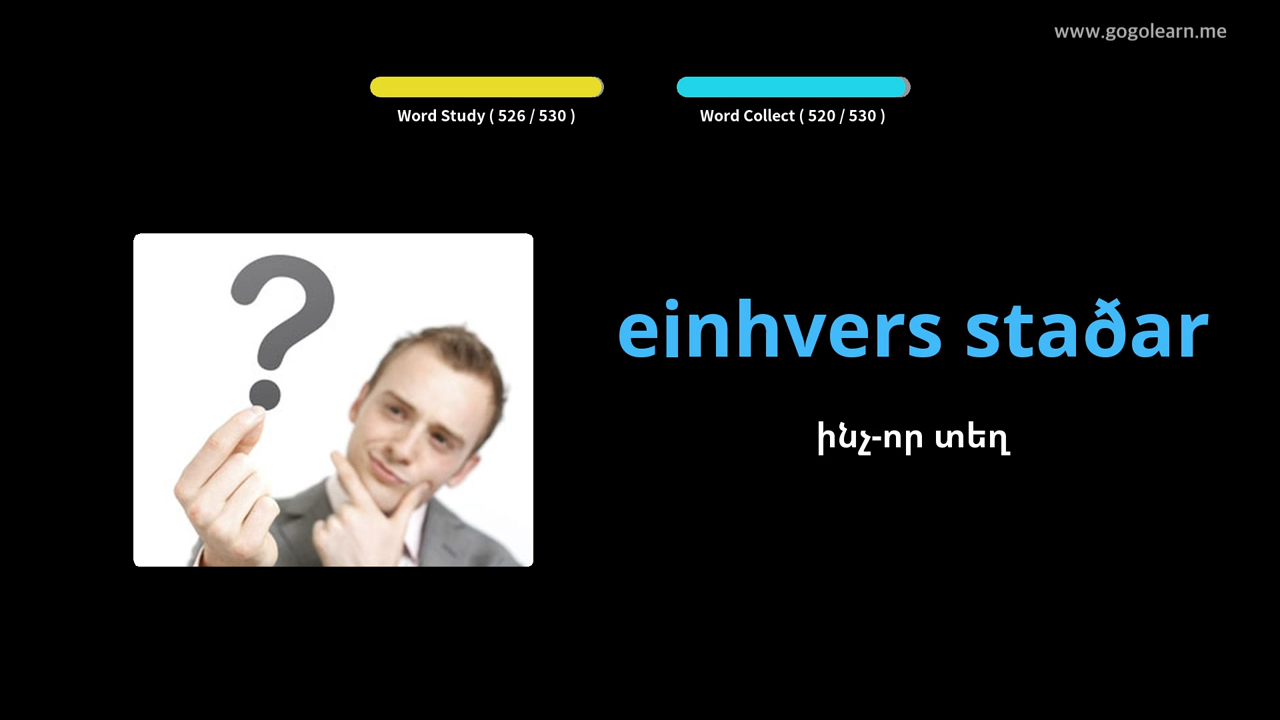 www.gogolearn.me
Word Study ( 526 / 530 )
Word Collect ( 520 / 530 )
einhvers staðar
ինչ-որ տեղ